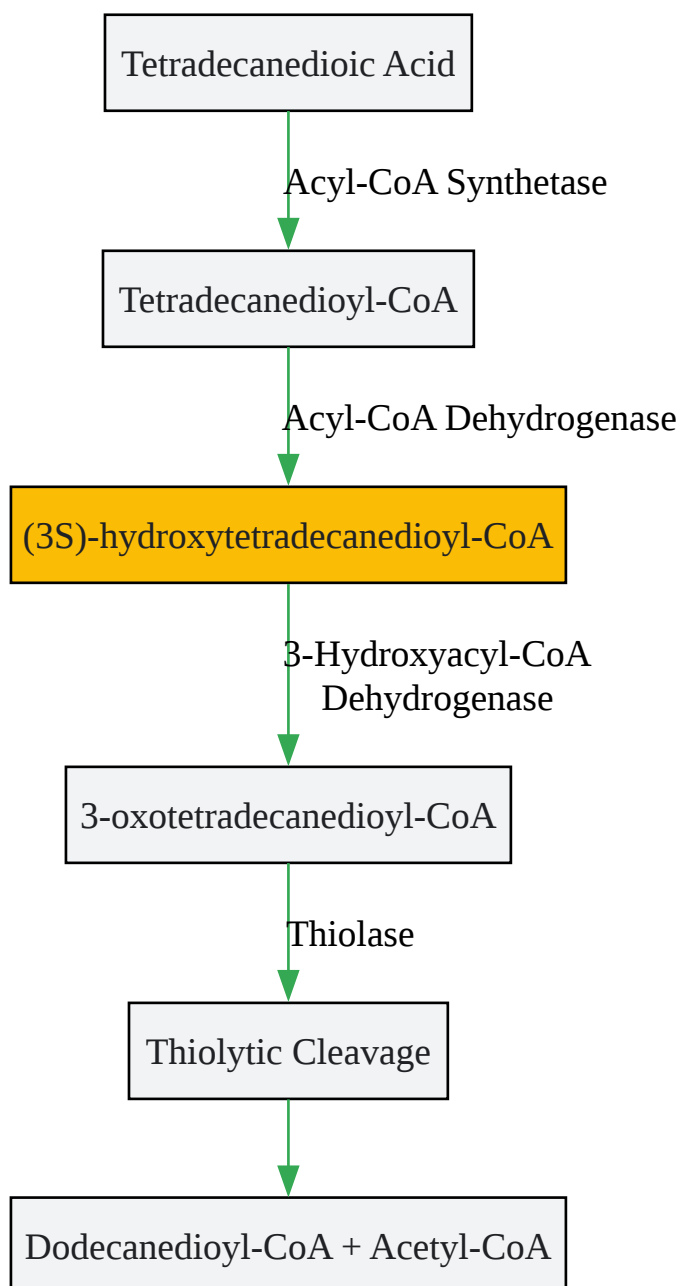 Tetradecanedioic Acid
Acyl-CoA Synthetase
Tetradecanedioyl-CoA
Acyl-CoA Dehydrogenase
(3S)-hydroxytetradecanedioyl-CoA
3-Hydroxyacyl-CoA
Dehydrogenase
3-oxotetradecanedioyl-CoA
Thiolase
Thiolytic Cleavage
Dodecanedioyl-CoA + Acetyl-CoA